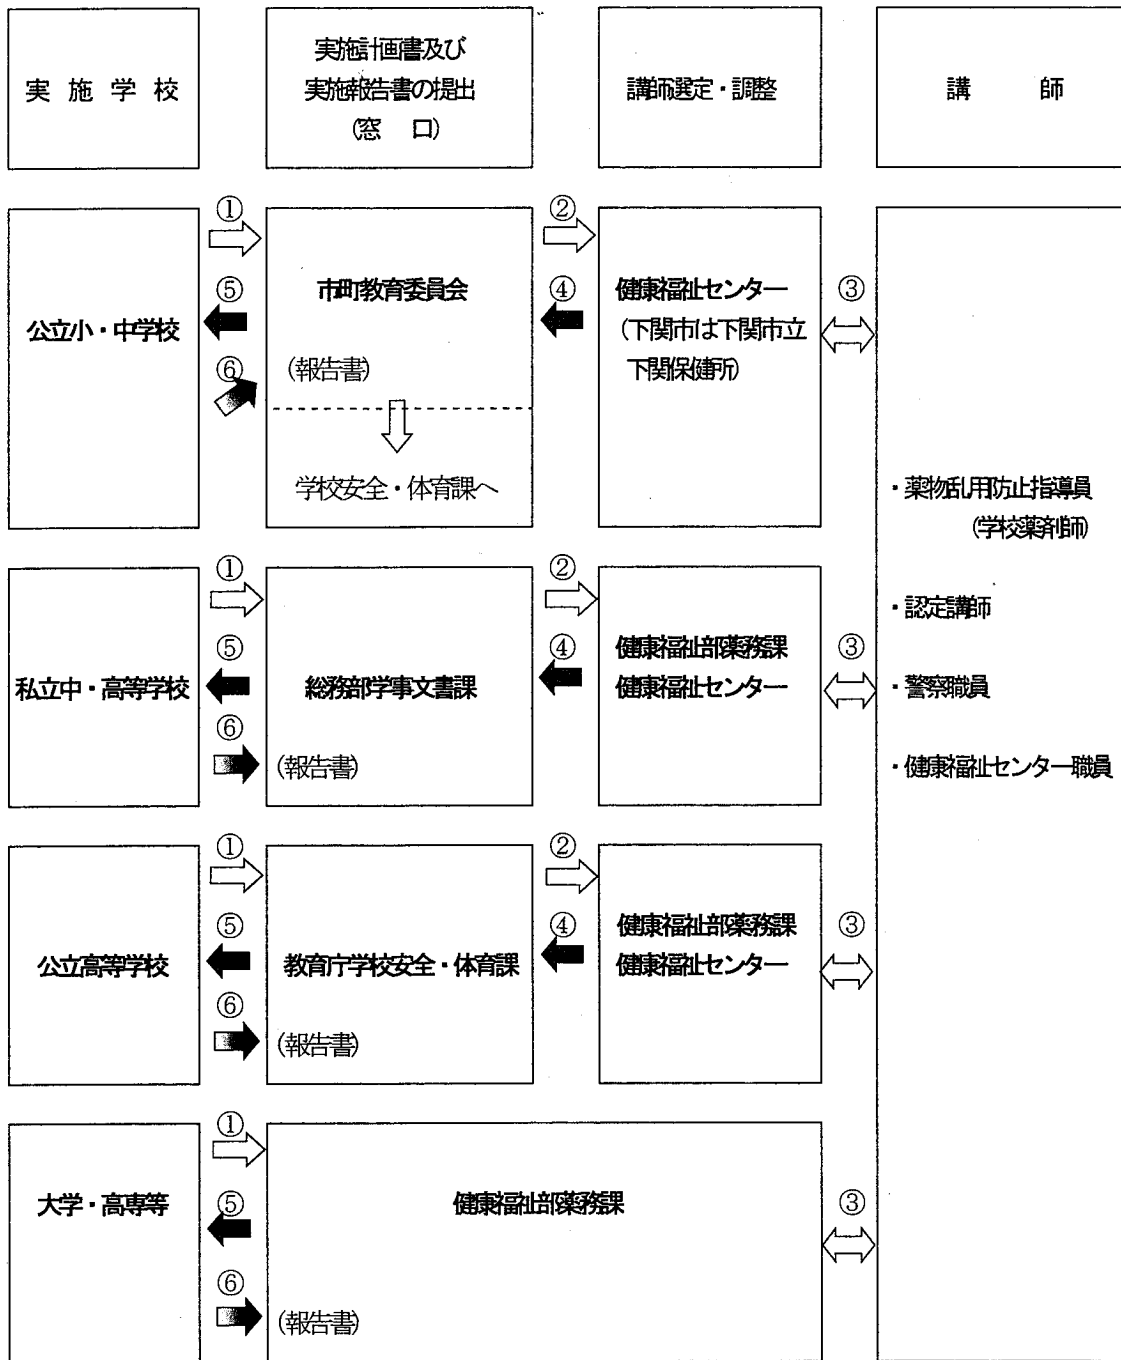 実 施 学 校
実施計画書及び
実施報告書の提出
(窓　口)
講師選定・調整
講　　師
①
②
⑤
④
③
⑥
公立小・中学校
市町教育委員会
(報告書)
学校安全・体育課へ
健康福祉センター
(下関市は下関市立
下関保健所)
①
②
⑤
④
③
⑥
私立中・高等学校
総務部学事文書課
(報告書)
健康福祉部薬務課
健康福祉センター
①
②
⑤
④
③
⑥
公立高等学校
教育庁学校安全・体育課
(報告書)
健康福祉部薬務課
健康福祉センター
①
⑤
③
⑥
大学・高専等
健康福祉部薬務課
(報告書)
・薬物乱用防止指導員
(学校薬剤師)
・認定講師
・警察職員
・健康福祉センター職員